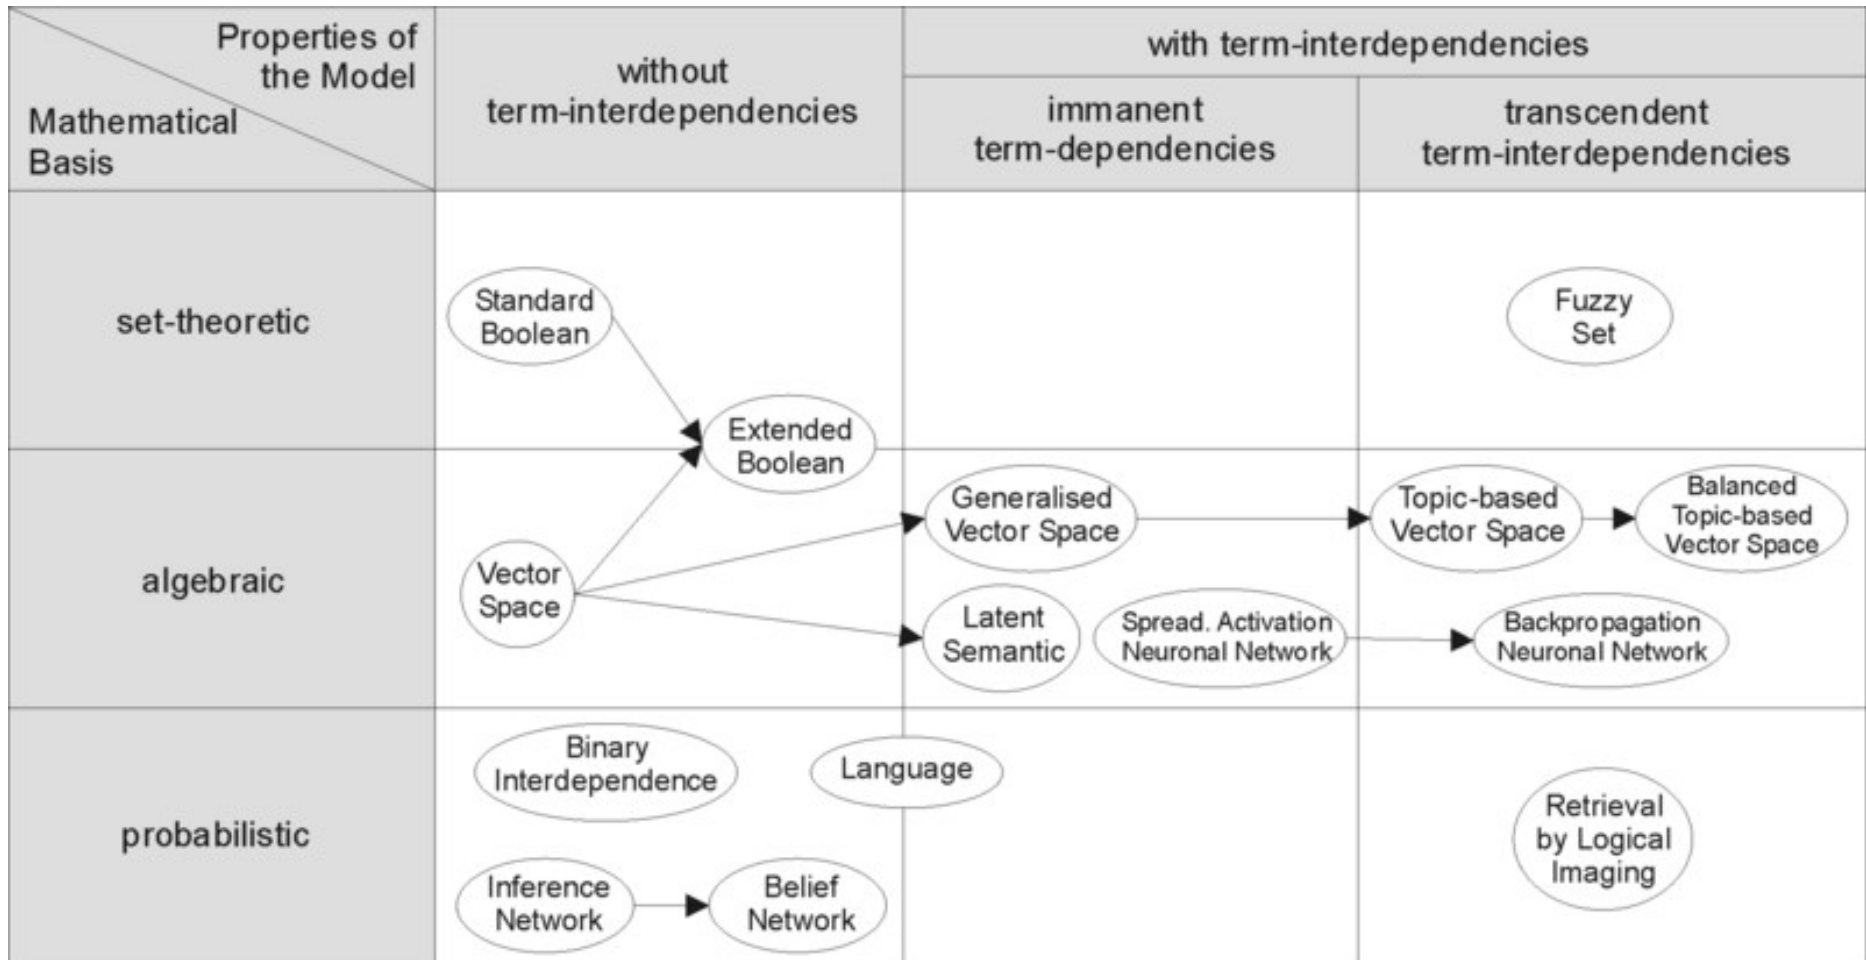 Properties of
the Model
Mathematical
Basis
without
term-interdependencies
with term-interdependencies
immanent
term-dependencies
transcendent
term-interdependencies
set-theoretic
Standard
Boolean
Extended
Boolean
Fuzzy
Set
algebraic
Vector
Space
Generalised
Vector Space
Topic-based
Vector Space
Balanced
Topic-based
Vector Space
Latent
Semantic
Spread. Activation
Neuronal Network
Backpropagation
Neuronal Network
probabilistic
Binary
Interdependence
Language
Inference
Network
Belief
Network
Retrieval
by Logical
Imaging